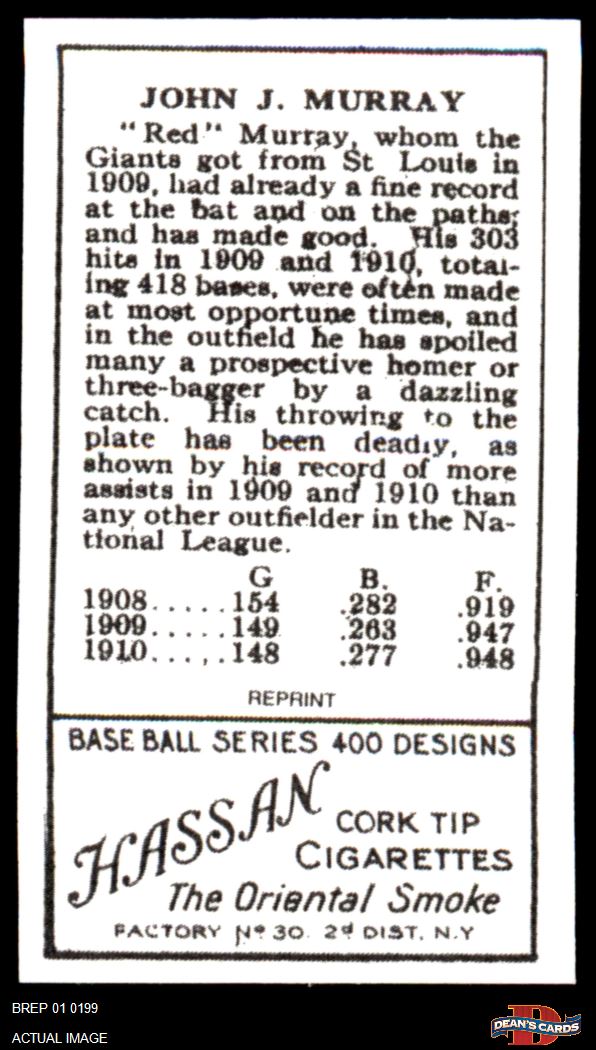 JOHN J. MURRAY
"Red" Murray, whom the
Giants got from St Louis in
1909, had already a fine record
at the bat and on the paths;
and has made good. His 303
hits in 1909 and 1910, total-
ing 418 bases, were often made
at most opportune times, and
in the outfield he has spoiled
many a prospective homer or
three-bagger by a dazzling
catch. His throwing to the
plate has been deadly, as
shown by his record of more
assists in 1909 and 1910 than
any other outfielder in the Na-
tional League.
G B. F.
1908.....154 .282 .919
1909.....149 .263 .947
1910.....148 .277 .948
REPRINT
BASE BALL SERIES 400 DESIGNS
HASSAN
CORK TIP
CIGARETTES
The Oriental Smoke
FACTORY Nº 30. 2d DIST. N.Y
BREP 01 0199
ACTUAL IMAGE
D
DEAN'S CARDS